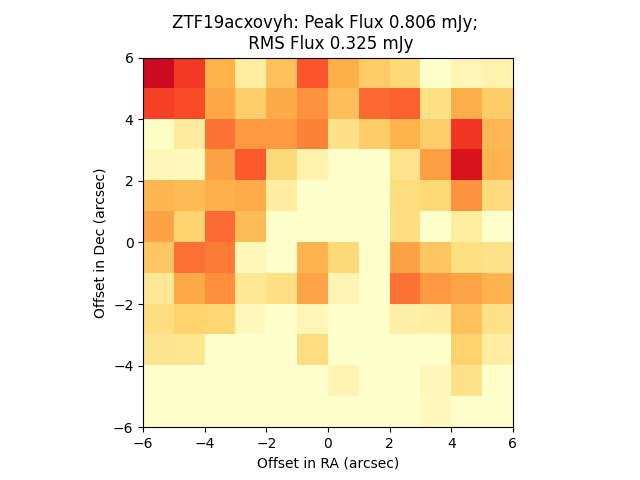 ZTF19acxovyh: Peak Flux 0.806 mJy;
RMS Flux 0.325 mJy
6
4
2
0
−2
−4
−6
Offset in Dec (arcsec)
−6 −4 −2 0 2 4 6
Offset in RA (arcsec)